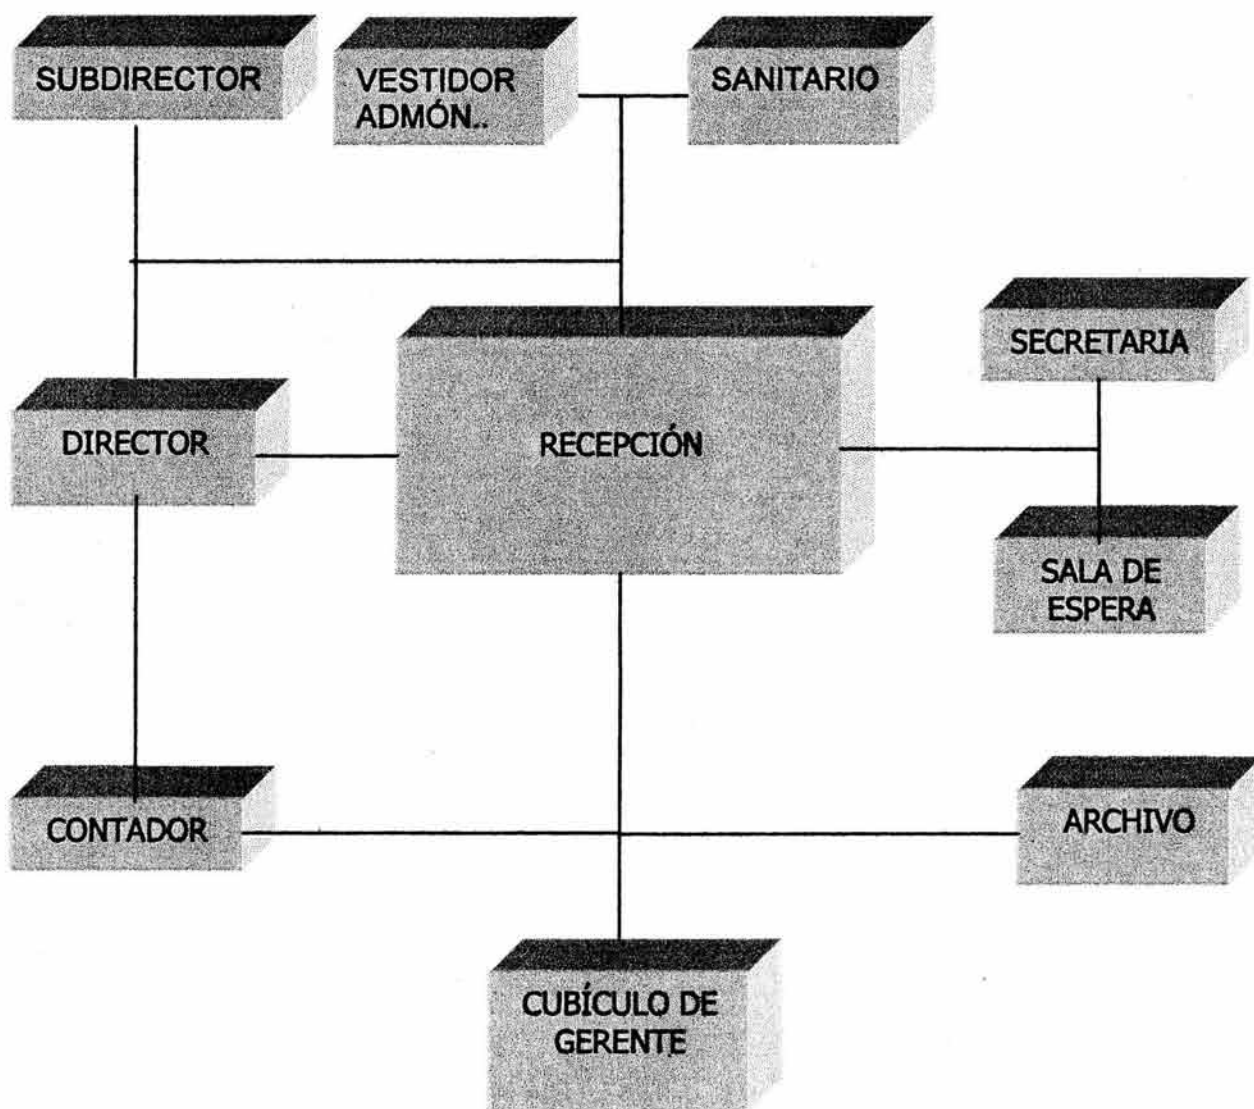 SUBDIRECTOR
VESTIDOR
ADMÓN..
SANITARIO
SECRETARIA
DIRECTOR
RECEPCIÓN
SALA DE
ESPERA
CONTADOR
ARCHIVO
CUBÍCULO DE
GERENTE